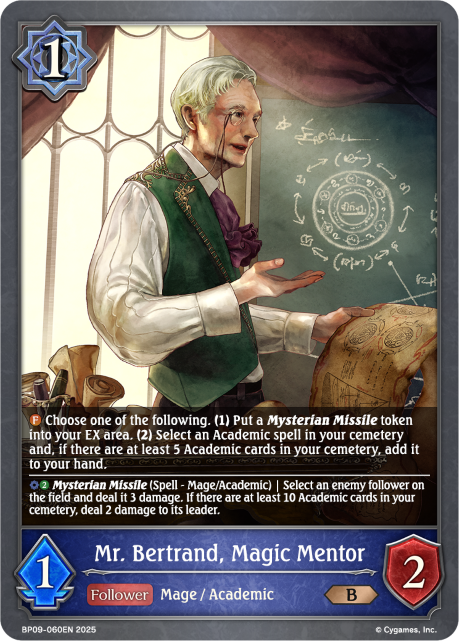 1
F Choose one of the following. (1) Put a Mysterian Missile token
into your EX area. (2) Select an Academic spell in your cemetery
and, if there are at least 5 Academic cards in your cemetery, add it
to your hand.
2 Mysterian Missile (Spell - Mage/Academic) | Select an enemy follower on
the field and deal it 3 damage. If there are at least 10 Academic cards in your
cemetery, deal 2 damage to its leader.
Mr. Bertrand, Magic Mentor
1
Follower Mage / Academic B
2
BP09-060EN 2025 © Cygames, Inc.